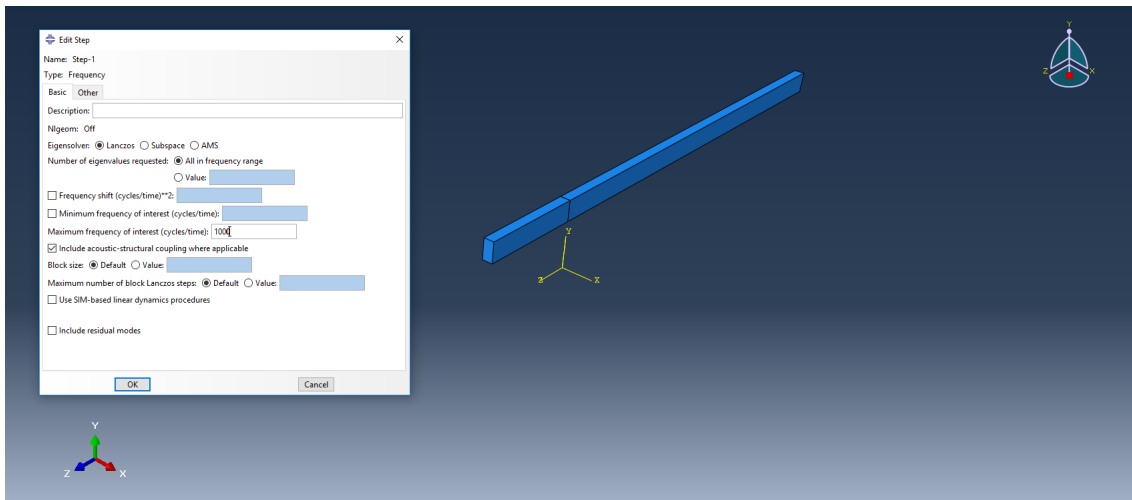 Edit Step
Name: Step-1
Type: Frequency
Basic Other
Description:
Nlgeom: Off
Eigensolver: Lanczos Subspace AMS
Number of eigenvalues requested: All in frequency range
Value:
Frequency shift (cycles/time)**2:
Minimum frequency of interest (cycles/time):
Maximum frequency of interest (cycles/time): 1000
Include acoustic-structural coupling where applicable
Block size: Default Value:
Maximum number of block Lanczos steps: Default Value:
Use SIM-based linear dynamics procedures
Include residual modes
OK Cancel
Y
Z X
Y
Z X
Y
Z X